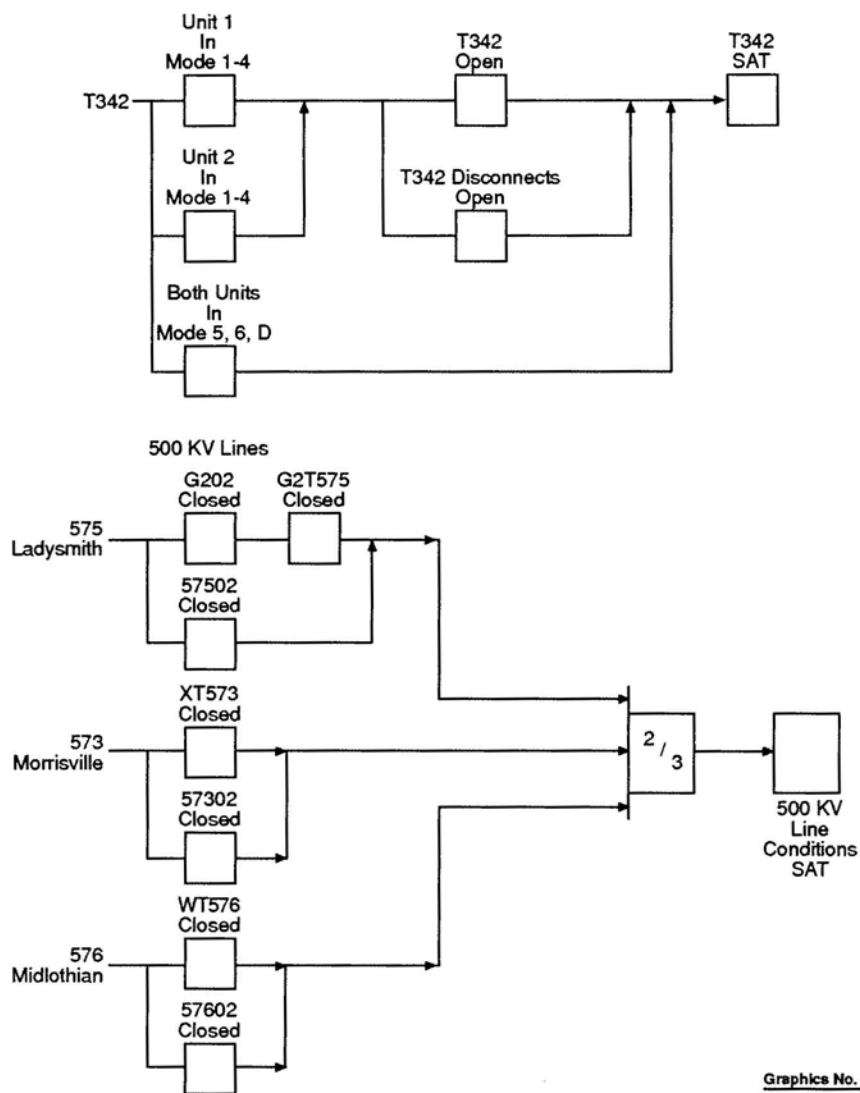 Unit 1
In
Mode 1-4
T342
Open
T342
SAT
T342
Unit 2
In
Mode 1-4
T342 Disconnects
Open
Both Units
In
Mode 5, 6, D
500 KV Lines
G202
Closed
G2T575
Closed
575
Ladysmith
57502
Closed
XT573
Closed
573
Morrisville
57302
Closed
2/3
500 KV
Line
Conditions
SAT
WT576
Closed
576
Midlothian
57602
Closed
Graphics No.